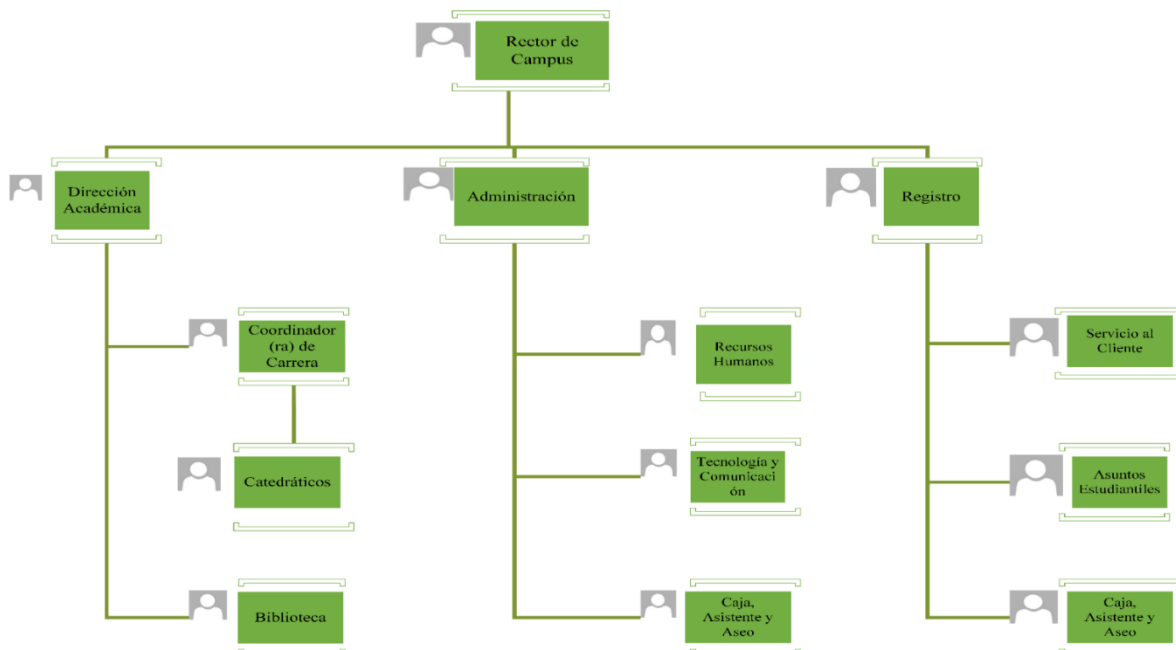 Rector de
Campus
Dirección
Académica
Administración
Registro
Coordinador
(ra) de
Carrera
Recursos
Humanos
Servicio al
Cliente
Catedráticos
Tecnología y
Comunicaci
ón
Asuntos
Estudiantiles
Biblioteca
Caja,
Asistente y
Aseo
Caja,
Asistente y
Aseo